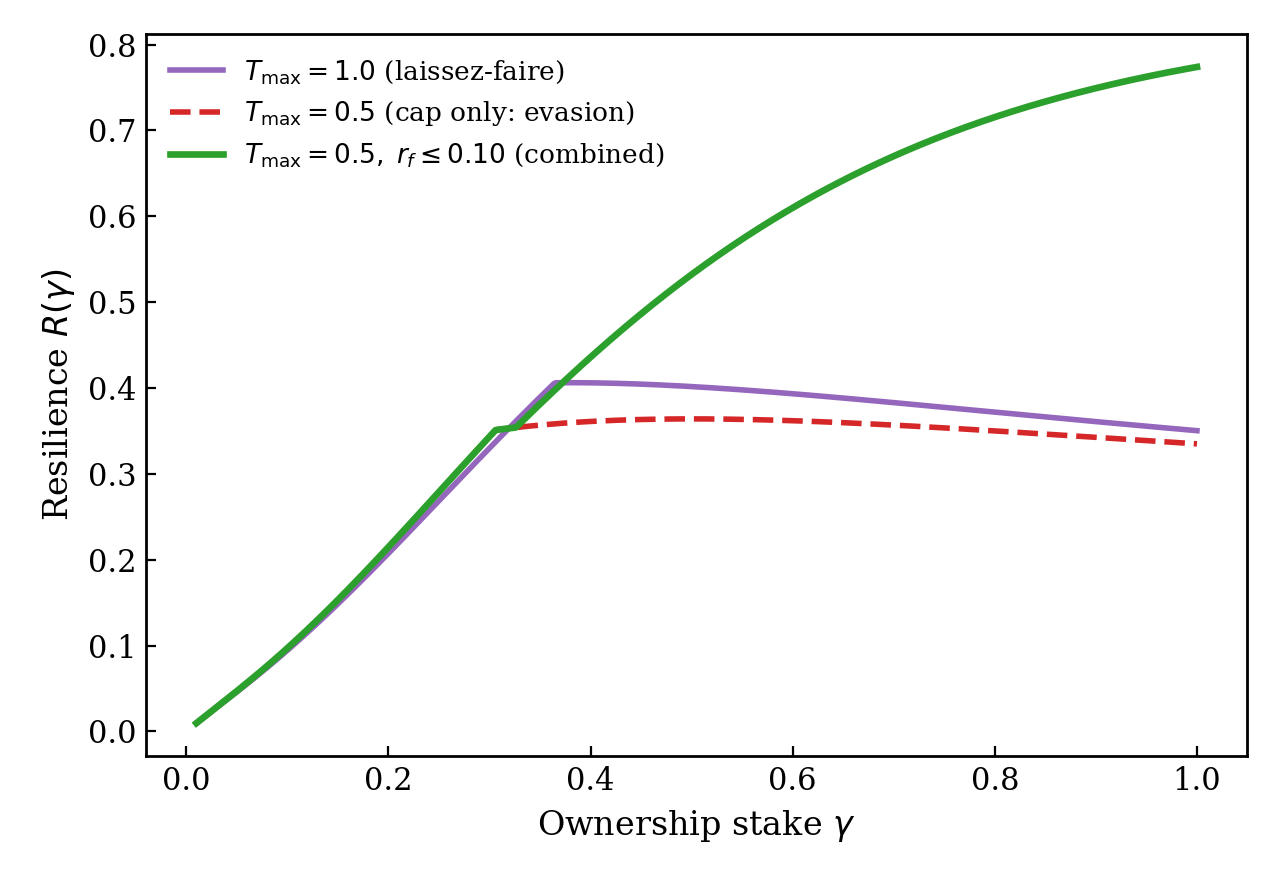 0.8
0.7
0.6
0.5
0.4
0.3
0.2
0.1
0.0
Resilience R(γ)
T_max = 1.0 (laissez-faire)
T_max = 0.5 (cap only: evasion)
T_max = 0.5, r_f ≤ 0.10 (combined)
0.0 0.2 0.4 0.6 0.8 1.0
Ownership stake γ